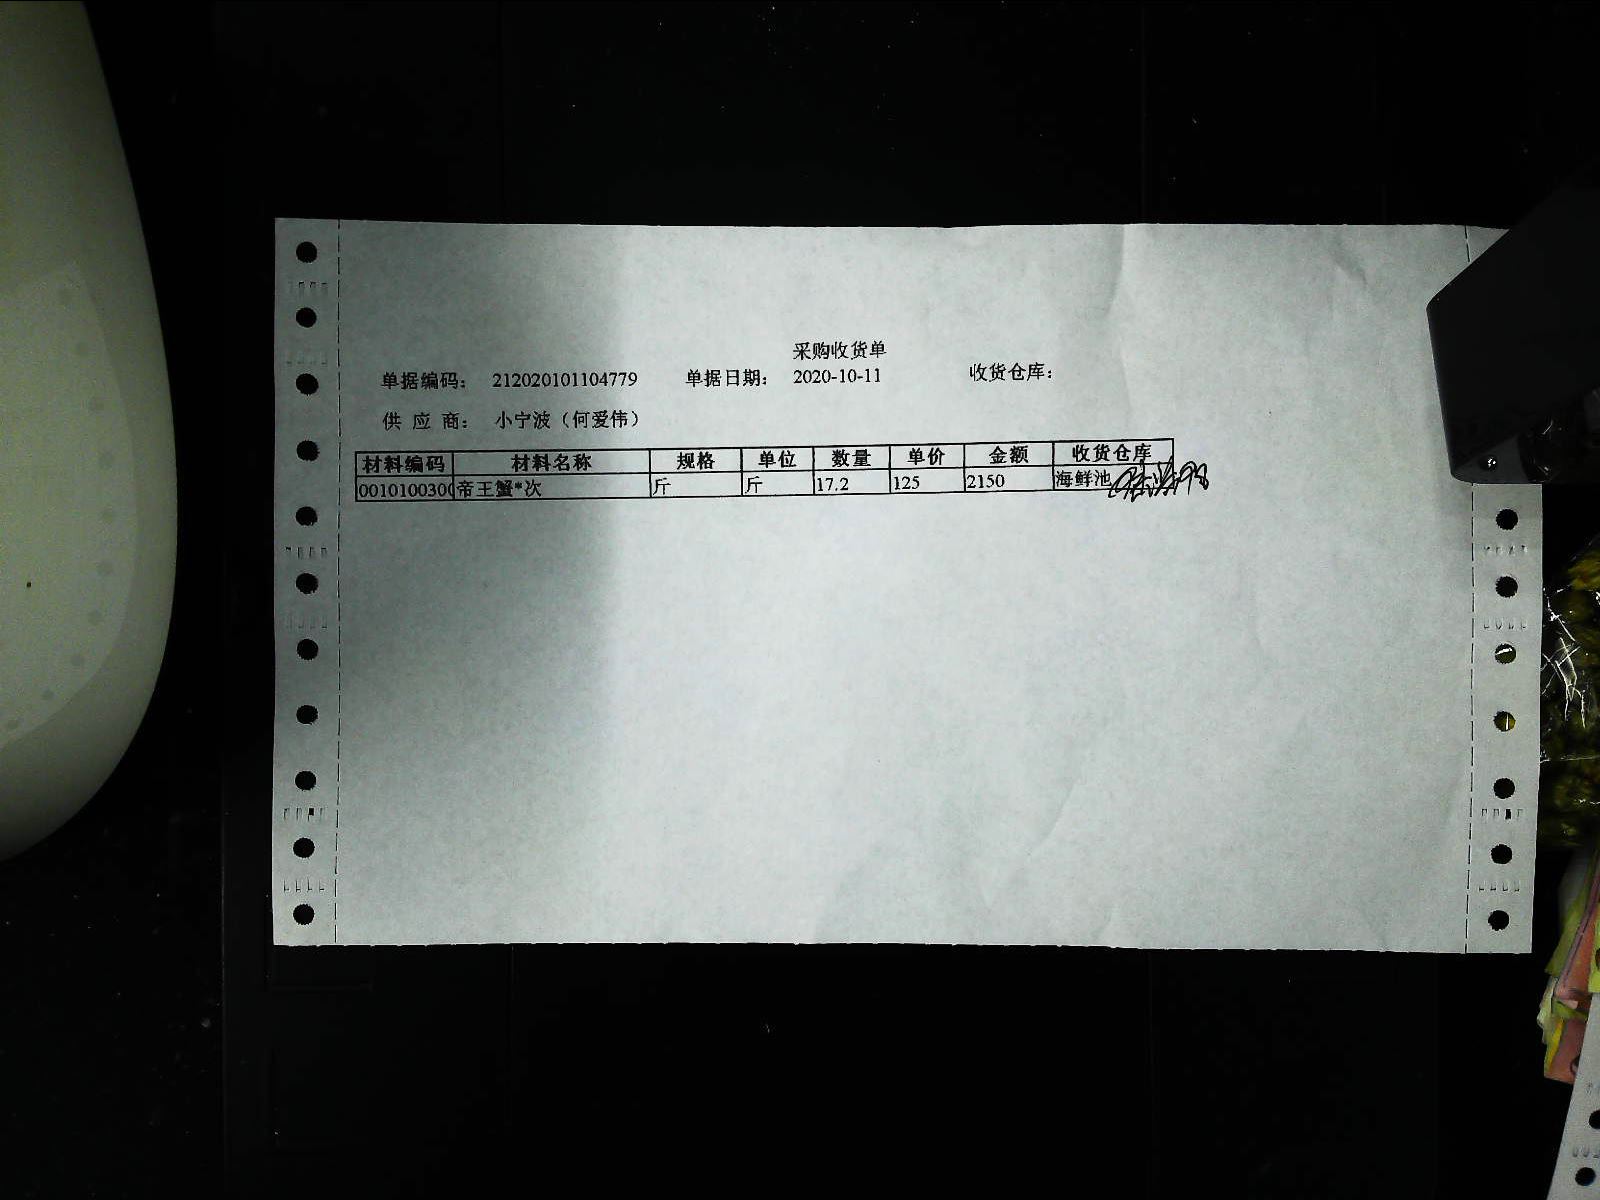 采购收货单
单据编码: 212020101104779 单据日期: 2020-10-11 收货仓库:
供 应 商: 小宁波（何爱伟）
材料编码 材料名称 规格 单位 数量 单价 金额 收货仓库
0010100300 帝王蟹*次 斤 斤 17.2 125 2150 海鲜池